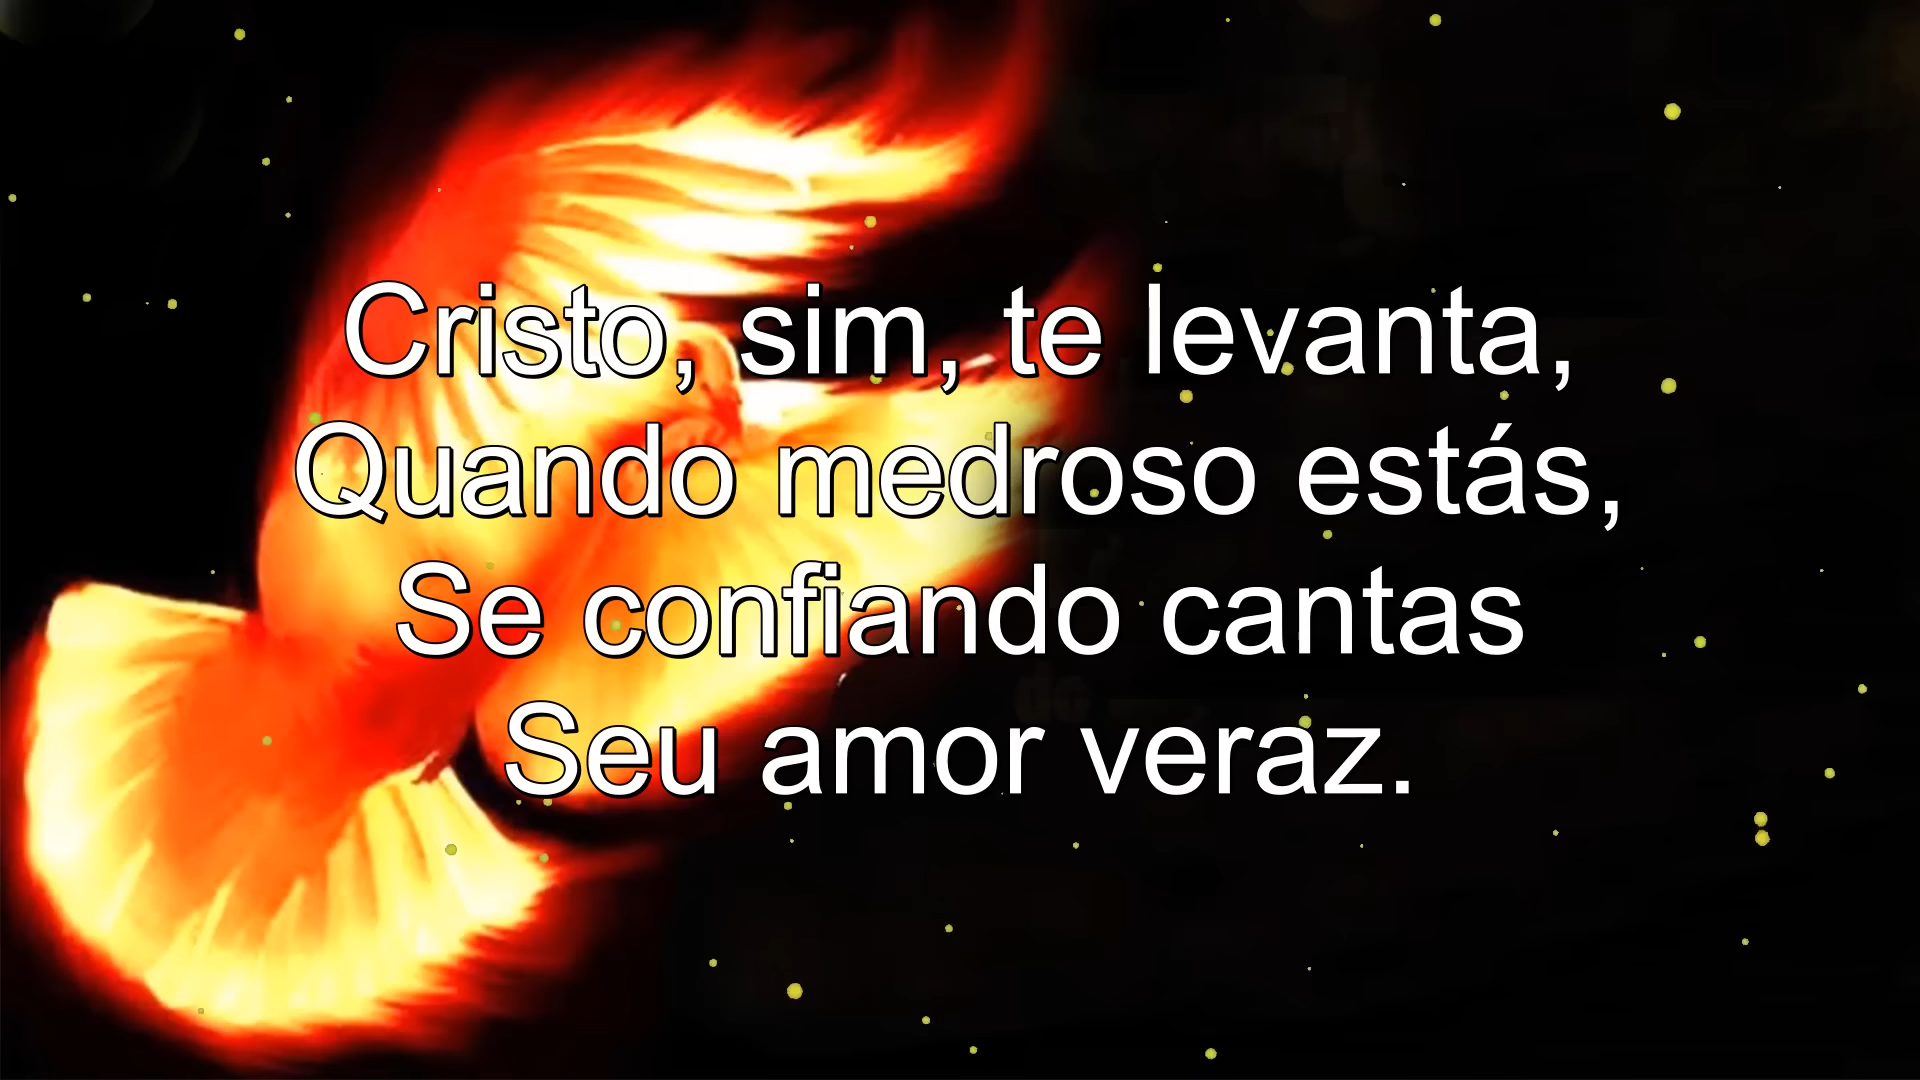 Cristo, sim, te levanta,
Quando medroso estás,
Se confiando cantas
Seu amor veraz.